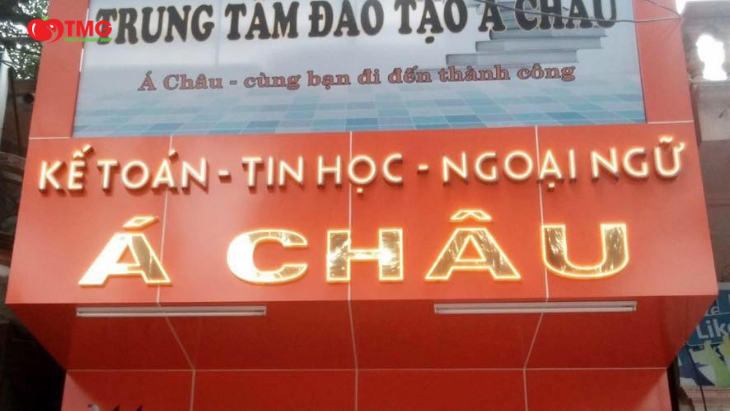 TMG
TRUNG TÂM ĐÀO TẠO Á CHÂU
Á Châu - cùng bạn đi đến thành công
KẾ TOÁN - TIN HỌC - NGOẠI NGỮ
Á CHÂU
Like